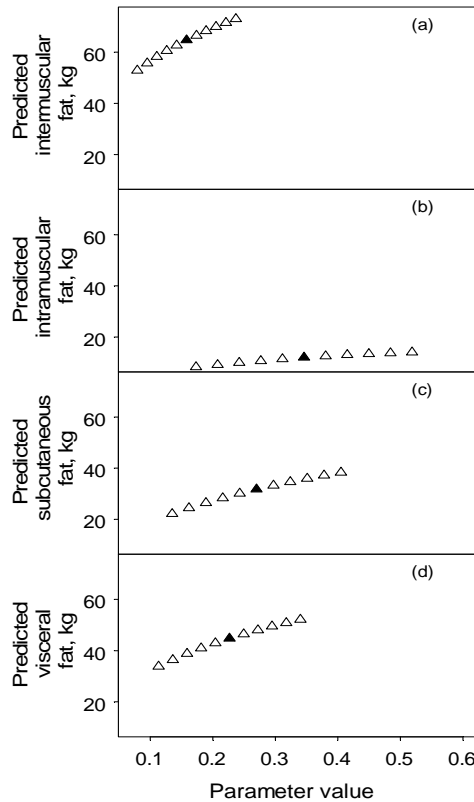 (a)
Predicted
intermuscular
fat, kg
60
40
20
(b)
Predicted
intramuscular
fat, kg
60
40
20
(c)
Predicted
subcutaneous
fat, kg
60
40
20
(d)
Predicted
visceral
fat, kg
60
40
20
0.1 0.2 0.3 0.4 0.5 0.6
Parameter value